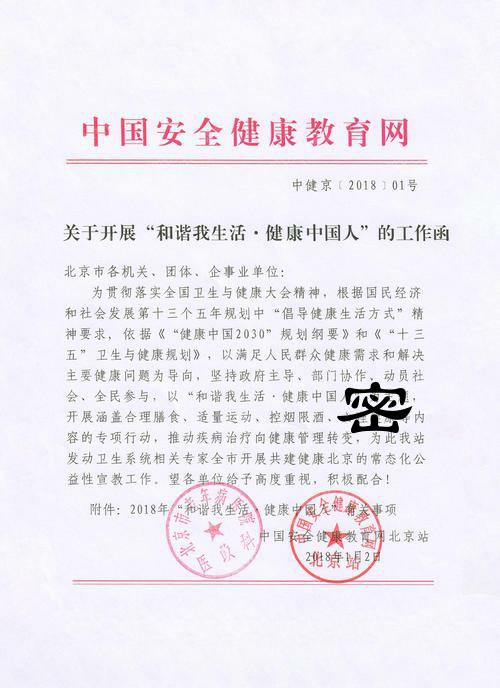 中国安全健康教育网
中健京〔2018〕01号
关于开展“和谐我生活·健康中国人”的工作函
北京市各机关、团体、企事业单位：
为贯彻落实全国卫生与健康大会精神，根据国民经济
和社会发展第十三个五年规划中“倡导健康生活方式”精
神要求，依据《“健康中国2030”规划纲要》和《“十三
五”卫生与健康规划》，以满足人民群众健康需求和解决
主要健康问题为导向，坚持政府主导、部门协作、动员社
会、全民参与，以“和谐我生活·健康中国人
开展涵盖合理膳食、适量运动、控烟限酒、
密
内
容的专项行动，推动疾病治疗向健康管理转变，为此我站
发动卫生系统相关专家全市开展共建健康北京的常态化公
益性宣教工作。望各单位给予高度重视，积极配合！
附件：2018年“和谐我生活·健康中国人”相关事项
中国安全健康教育网北京站
2018年1月2日
北京市老年病医院
医政科
中国安全健康教育网
北京站